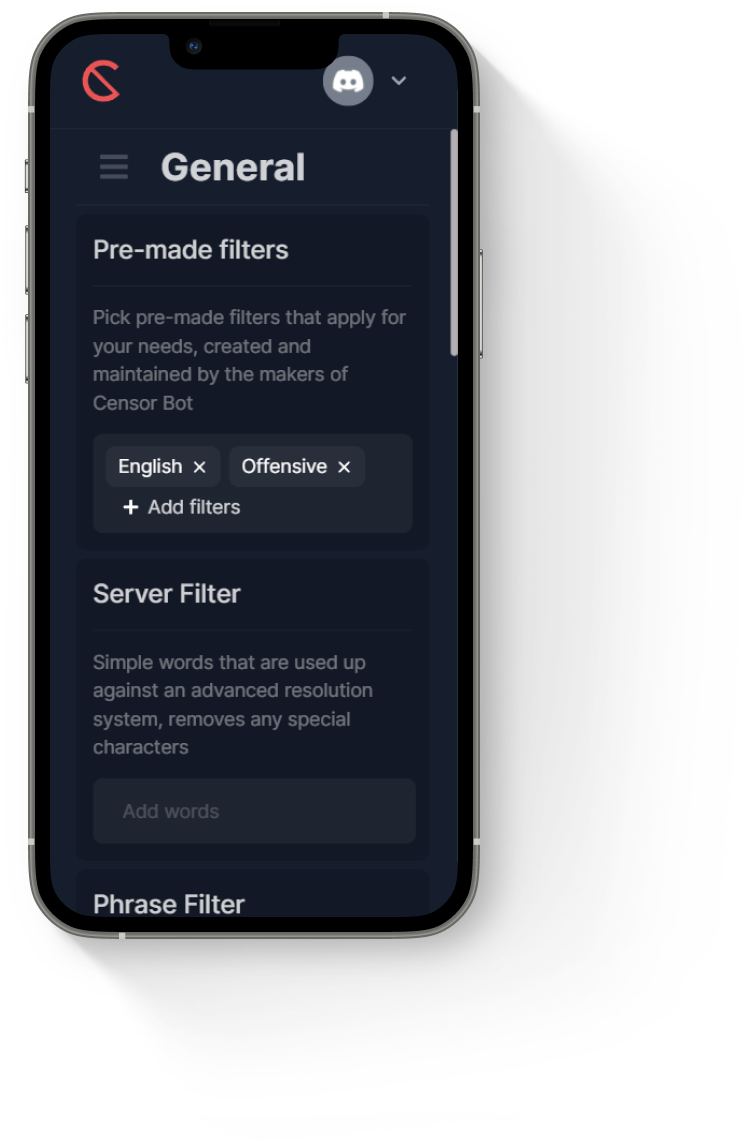 General
Pre-made filters
Pick pre-made filters that apply for
your needs, created and
maintained by the makers of
Censor Bot
English × Offensive ×
+ Add filters
Server Filter
Simple words that are used up
against an advanced resolution
system, removes any special
characters
Add words
Phrase Filter